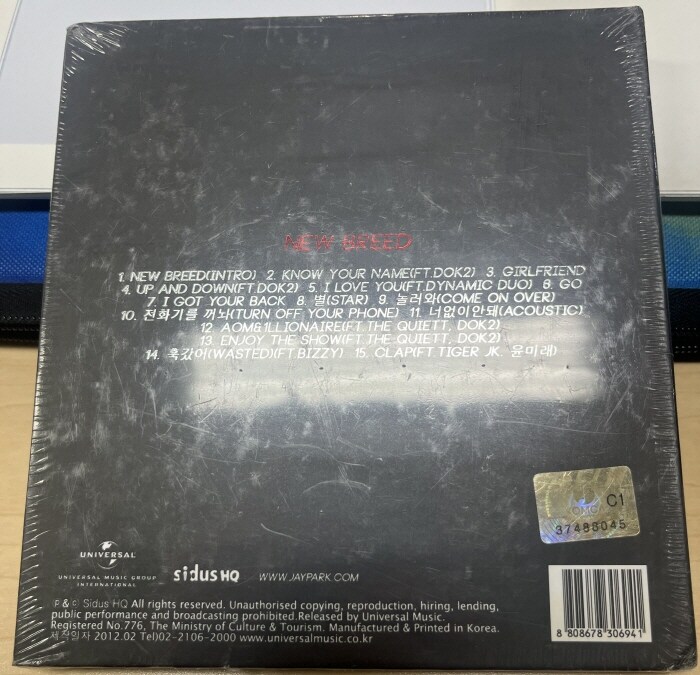 NEW BREED
1. NEW BREED(INTRO) 2. KNOW YOUR NAME(FT.DOK2) 3. GIRLFRIEND
4. UP AND DOWN(FT.DOK2) 5. I LOVE YOU(FT.DYNAMIC DUO) 6. GO
7. I GOT YOUR BACK 8. 별(STAR) 9. 놀러와(COME ON OVER)
10. 전화기를 꺼놔(TURN OFF YOUR PHONE) 11. 너없이안돼(ACOUSTIC)
12. AOM&1LLIONAIRE(FT.THE QUIETT, DOK2)
13. ENJOY THE SHOW(FT.THE QUIETT, DOK2)
14. 훅갔어(WASTED)(FT.BIZZY) 15. CLAP(FT.TIGER JK, 윤미래)
C1
37488045
UNIVERSAL
UNIVERSAL MUSIC GROUP
INTERNATIONAL
sidusHQ
WWW.JAYPARK.COM
℗ & © Sidus HQ All rights reserved. Unauthorised copying, reproduction, hiring, lending,
public performance and broadcasting prohibited.Released by Universal Music.
Registered No.776, The Ministry of Culture & Tourism. Manufactured & Printed in Korea.
제작일자 2012.02 Tel)02-2106-2000 www.universalmusic.co.kr
8 808678 306941